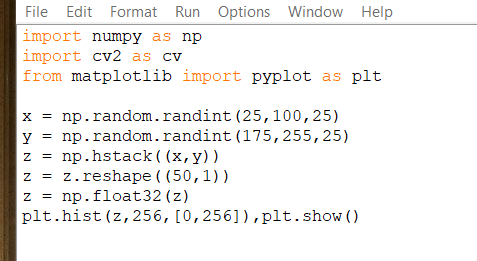 File Edit Format Run Options Window Help
import numpy as np
import cv2 as cv
from matplotlib import pyplot as plt
x = np.random.randint(25,100,25)
y = np.random.randint(175,255,25)
z = np.hstack((x,y))
z = z.reshape((50,1))
z = np.float32(z)
plt.hist(z,256,[0,256]),plt.show()